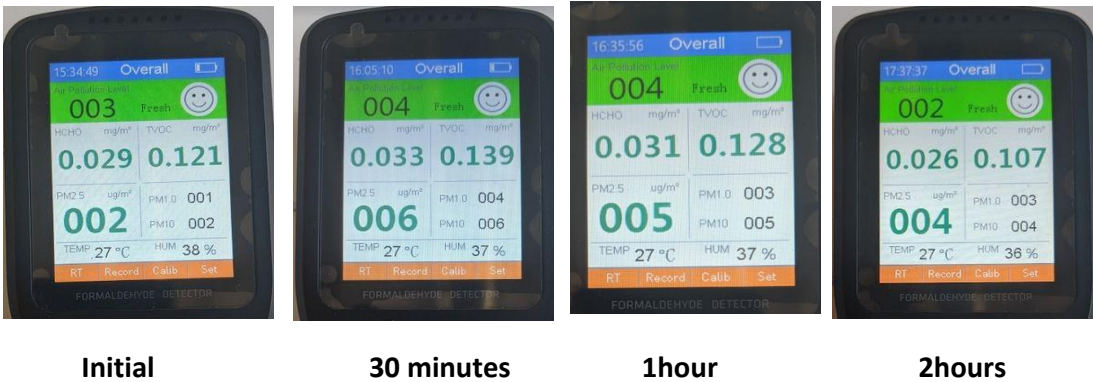 15:34:49 Overall
Air Pollution Level
003 Fresh
HCHO mg/m³ TVOC mg/m³
0.029 0.121
PM2.5 ug/m³ PM1.0 001
002 PM10 002
TEMP 27 °C HUM 38 %
RT Record Calib Set
FORMALDEHYDE DETECTOR
Initial
16:05:10 Overall
Air Pollution Level
004 Fresh
HCHO mg/m³ TVOC mg/m³
0.033 0.139
PM2.5 ug/m³ PM1.0 004
006 PM10 006
TEMP 27 °C HUM 37 %
RT Record Calib Set
FORMALDEHYDE DETECTOR
30 minutes
16:35:56 Overall
Air Pollution Level
004 Fresh
HCHO mg/m³ TVOC mg/m³
0.031 0.128
PM2.5 ug/m³ PM1.0 003
005 PM10 005
TEMP 27 °C HUM 37 %
RT Record Calib Set
FORMALDEHYDE DETECTOR
1hour
17:37:37 Overall
Air Pollution Level
002 Fresh
HCHO mg/m³ TVOC mg/m³
0.026 0.107
PM2.5 ug/m³ PM1.0 003
004 PM10 004
TEMP 27 °C HUM 36 %
RT Record Calib Set
FORMALDEHYDE DETECTOR
2hours